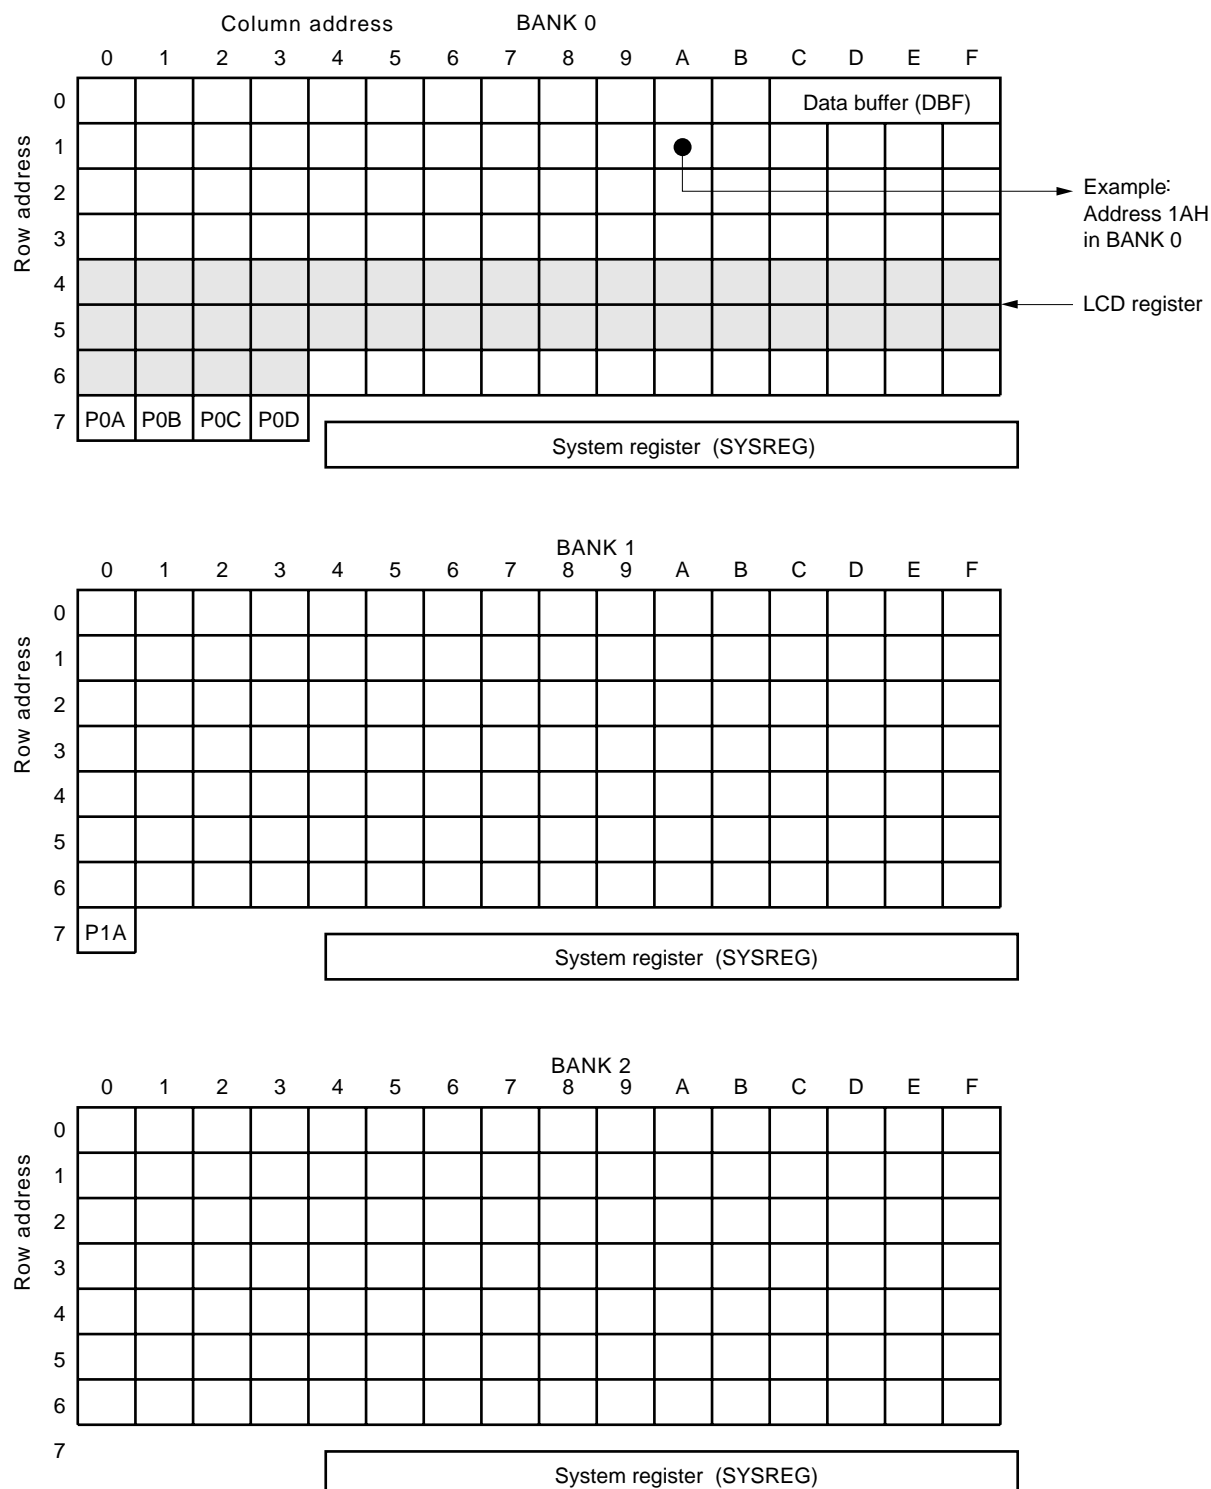 Column address BANK 0
0 1 2 3 4 5 6 7 8 9 A B C D E F
Row address
0 Data buffer (DBF)
1
2 Example:
Address 1AH
3 in BANK 0
4
LCD register
5
6
7 P0A P0B P0C P0D
System register (SYSREG)
BANK 1
0 1 2 3 4 5 6 7 8 9 A B C D E F
Row address
0
1
2
3
4
5
6
7 P1A
System register (SYSREG)
BANK 2
0 1 2 3 4 5 6 7 8 9 A B C D E F
Row address
0
1
2
3
4
5
6
7
System register (SYSREG)